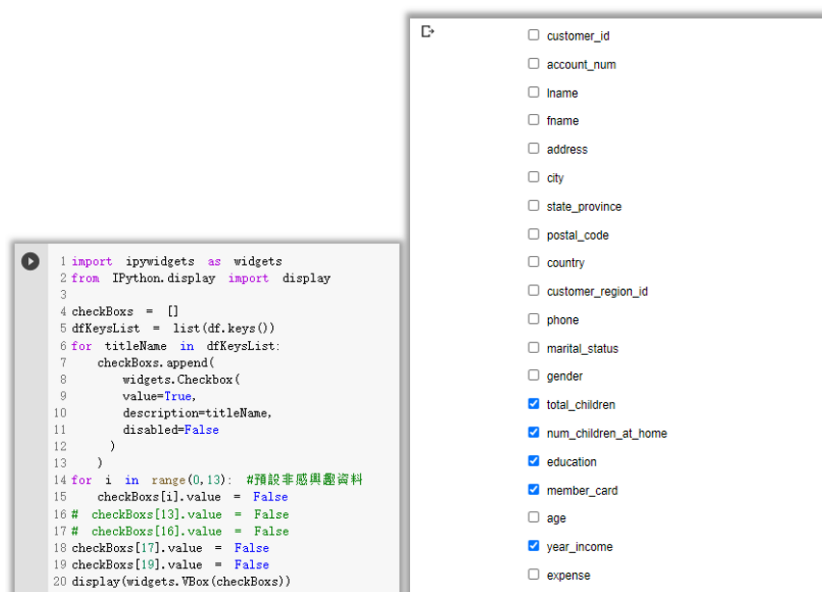 1 import ipywidgets as widgets
2 from IPython.display import display
3
4 checkBoxs = []
5 dfKeysList = list(df.keys())
6 for titleName in dfKeysList:
7 checkBoxs.append(
8 widgets.Checkbox(
9 value=True,
10 description=titleName,
11 disabled=False
12 )
13 )
14 for i in range(0,13): #預設非感興趣資料
15 checkBoxs[i].value = False
16 # checkBoxs[13].value = False
17 # checkBoxs[16].value = False
18 checkBoxs[17].value = False
19 checkBoxs[19].value = False
20 display(widgets.VBox(checkBoxs))
customer_id
account_num
lname
fname
address
city
state_province
postal_code
country
customer_region_id
phone
marital_status
gender
total_children
num_children_at_home
education
member_card
age
year_income
expense